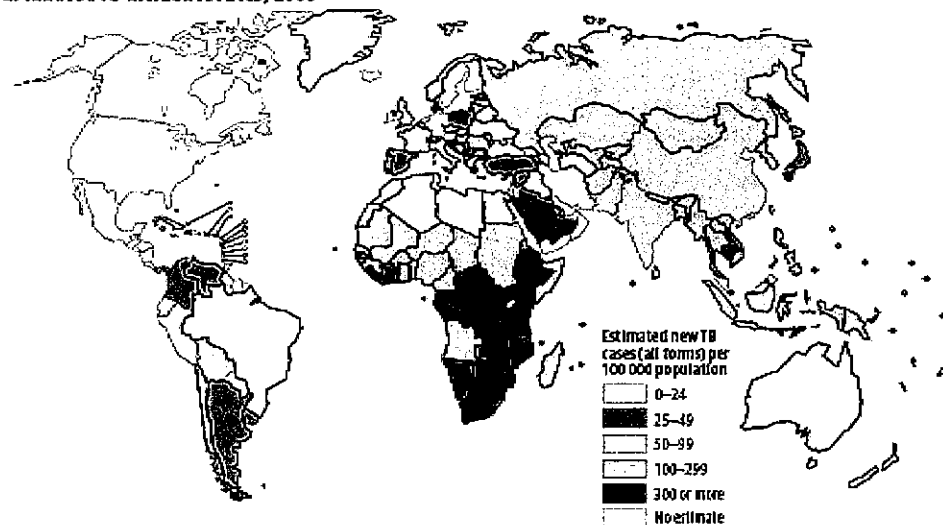 Estimated new TB
cases (all forms) per
100 000 population
0–24
25–49
50–99
100–299
300 or more
No estimate